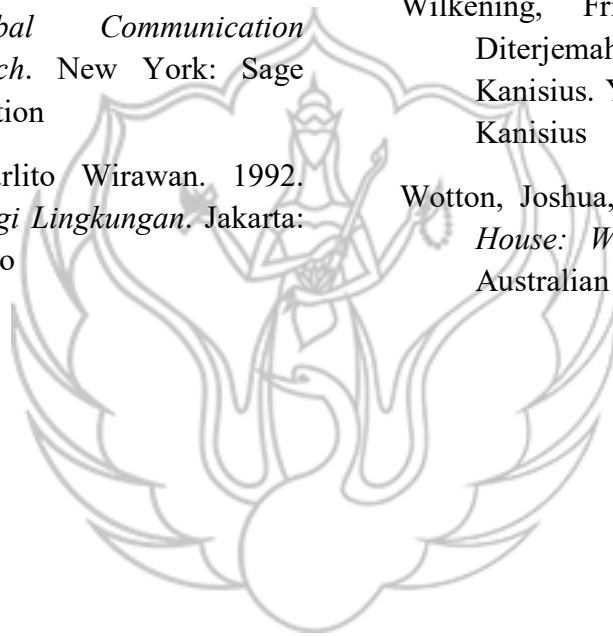 bal Communication
ch. New York: Sage
tion
rlito Wirawan. 1992.
gi Lingkungan. Jakarta:
o
Wilkening, Fri
Diterjemah
Kanisius. Y
Kanisius
Wotton, Joshua,
House: W
Australian